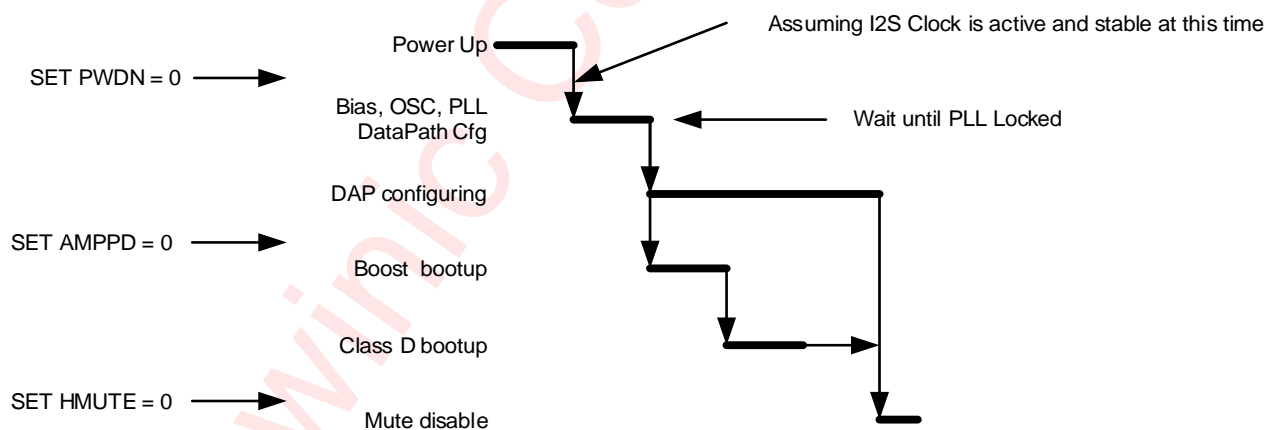 Assuming I2S Clock is active and stable at this time
Power Up
SET PWDN = 0
Bias, OSC, PLL
DataPath Cfg
Wait until PLL Locked
DAP configuring
SET AMPPD = 0
Boost bootup
Class D bootup
SET HMUTE = 0
Mute disable
winic Co